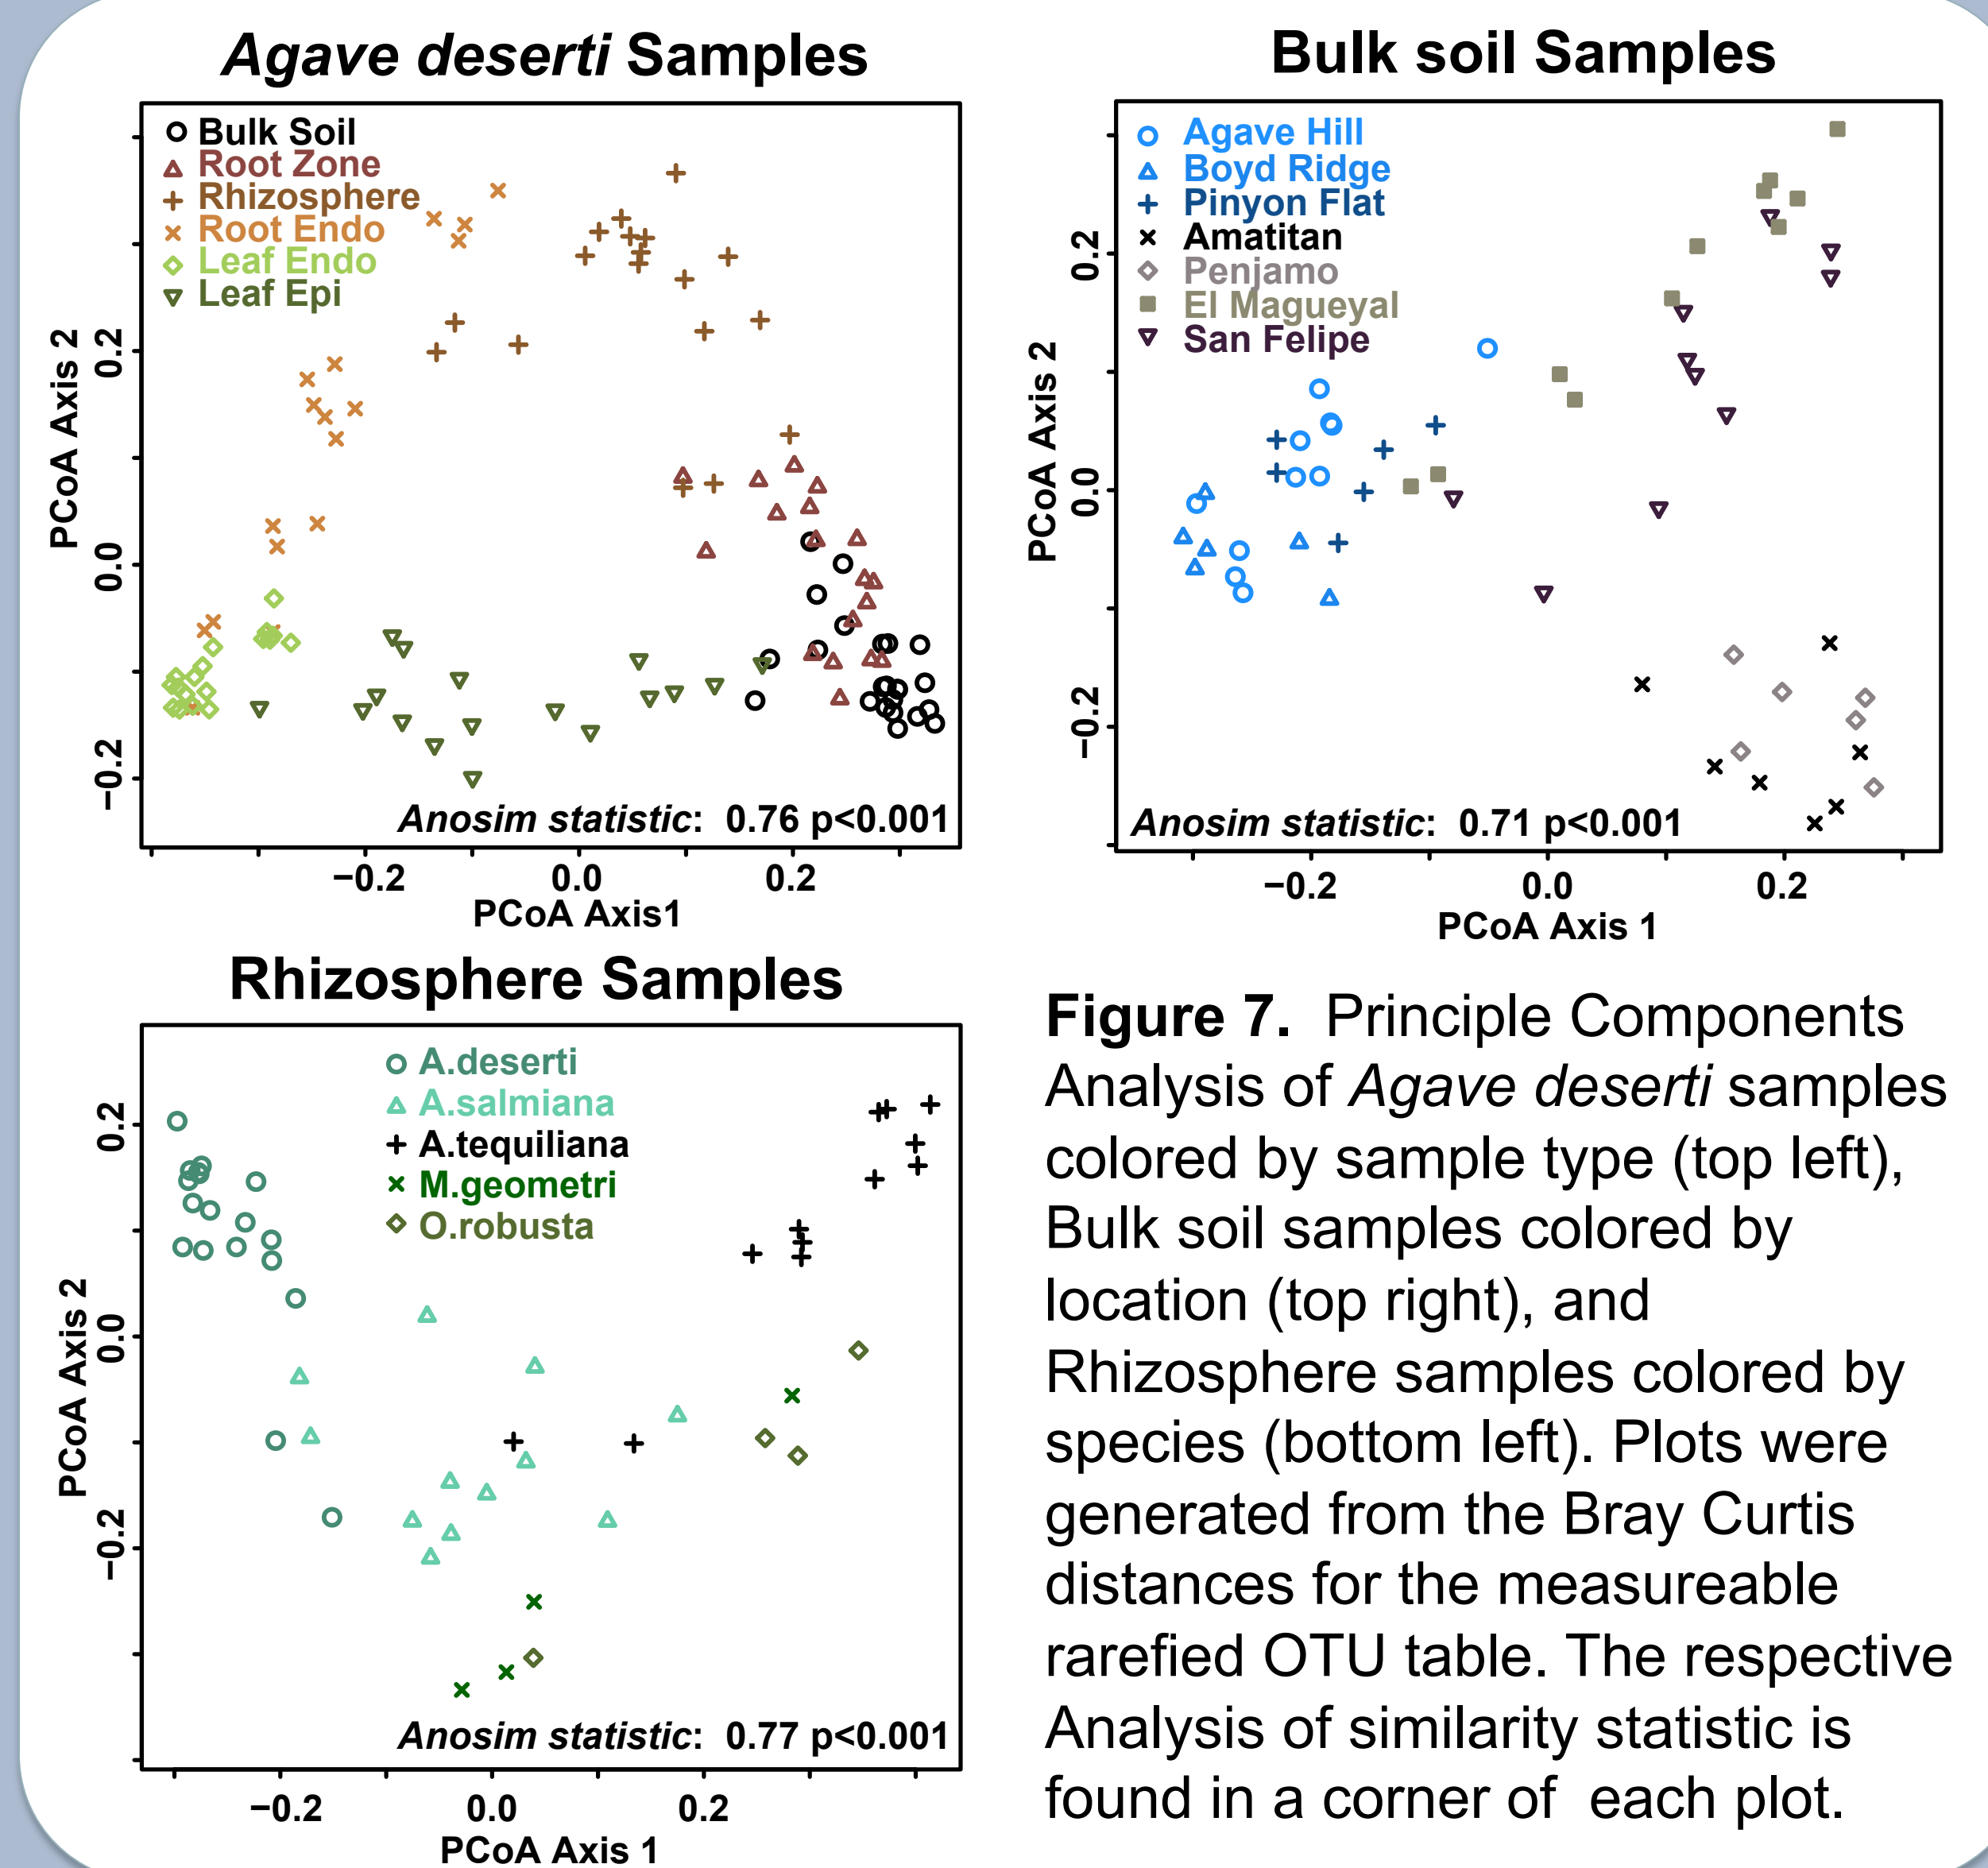 Agave deserti Samples
Bulk Soil
Root Zone
Rhizosphere
Root Endo
Leaf Endo
Leaf Epi
PCoA Axis 2
0.2
0.0
−0.2
Anosim statistic: 0.76 p<0.001
−0.2 0.0 0.2
PCoA Axis1
Bulk soil Samples
Agave Hill
Boyd Ridge
Pinyon Flat
Amatitan
Penjamo
El Magueyal
San Felipe
PCoA Axis 2
0.2
0.0
−0.2
Anosim statistic: 0.71 p<0.001
−0.2 0.0 0.2
PCoA Axis 1
Rhizosphere Samples
A.deserti
A.salmiana
A.tequiliana
M.geometri
O.robusta
PCoA Axis 2
0.2
0.0
−0.2
Anosim statistic: 0.77 p<0.001
−0.2 0.0 0.2
PCoA Axis 1
Figure 7. Principle Components
Analysis of Agave deserti samples
colored by sample type (top left),
Bulk soil samples colored by
location (top right), and
Rhizosphere samples colored by
species (bottom left). Plots were
generated from the Bray Curtis
distances for the measureable
rarefied OTU table. The respective
Analysis of similarity statistic is
found in a corner of each plot.